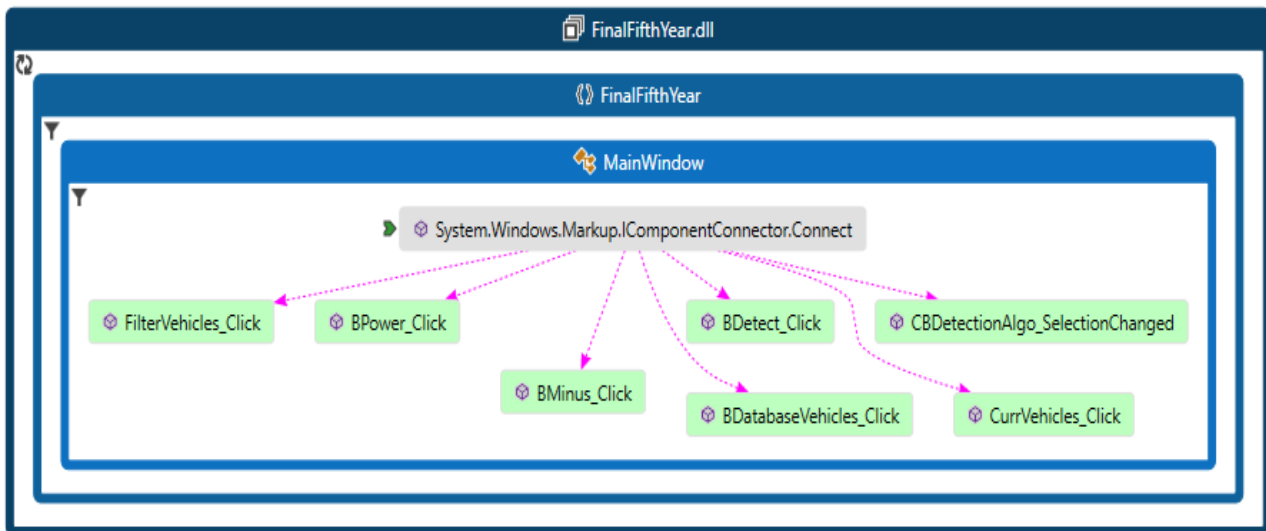 FinalFifthYear.dll
FinalFifthYear
MainWindow
System.Windows.Markup.IComponentConnector.Connect
FilterVehicles_Click
BPower_Click
BDetect_Click
CBDetectionAlgo_SelectionChanged
BMinus_Click
BDatabaseVehicles_Click
CurrVehicles_Click